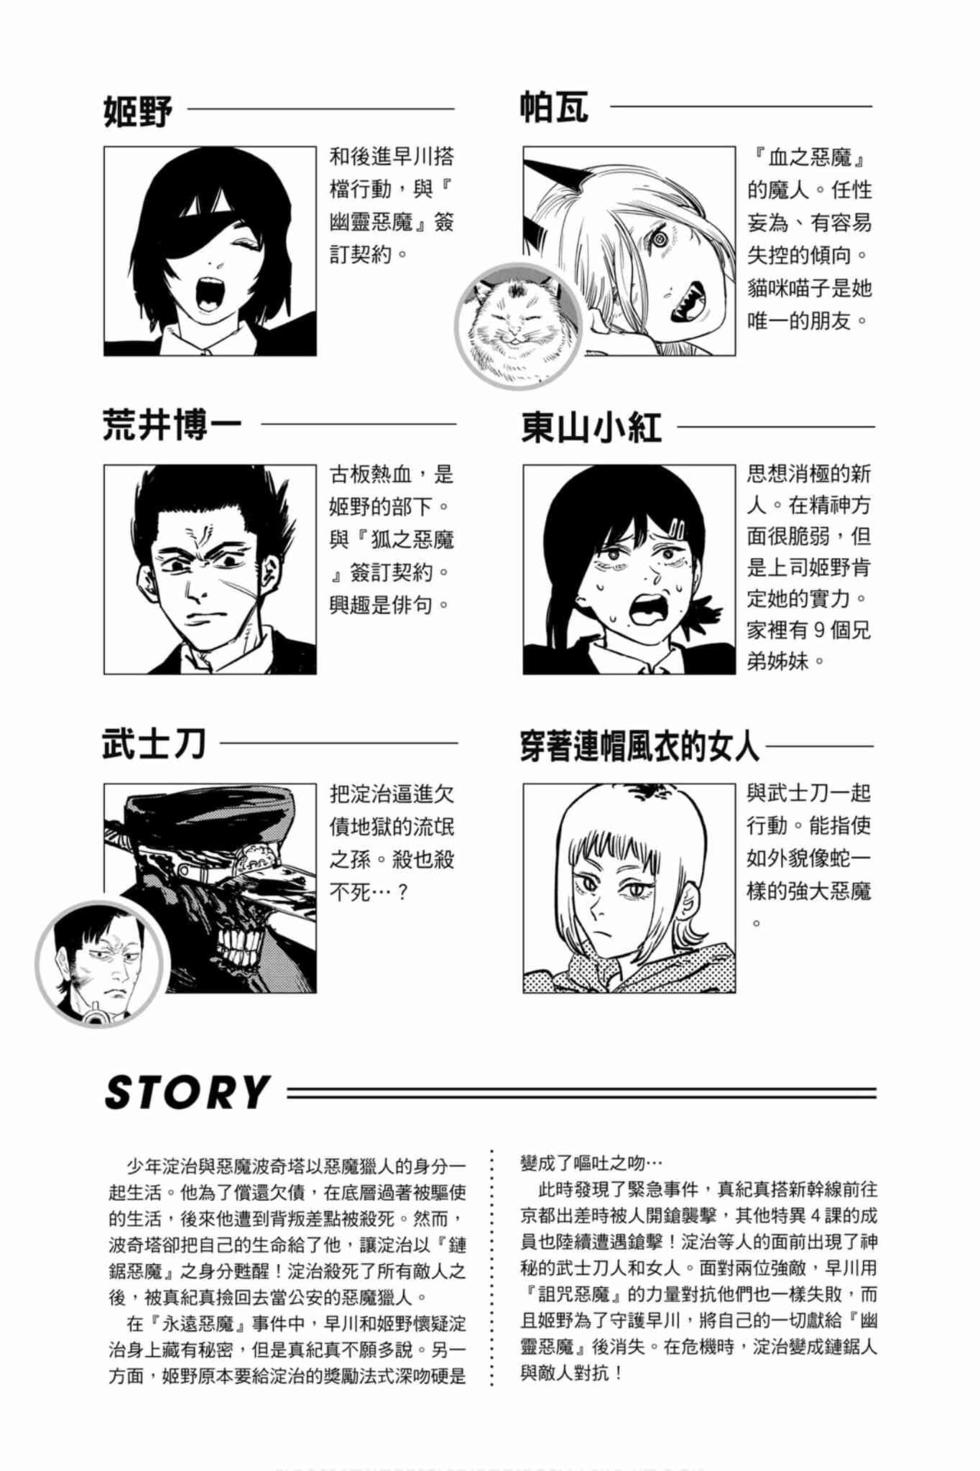 姬野
和後進早川搭
檔行動，與『
幽靈惡魔』簽
訂契約。
帕瓦
『血之惡魔』
的魔人。任性
妄為、有容易
失控的傾向。
貓咪喵子是她
唯一的朋友。
荒井博一
古板熱血，是
姬野的部下。
與『狐之惡魔
』簽訂契約。
興趣是俳句。
東山小紅
思想消極的新
人。在精神方
面很脆弱，但
是上司姬野肯
定她的實力。
家裡有9個兄
弟姊妹。
武士刀
把淀治逼進欠
債地獄的流氓
之孫。殺也殺
不死…？
穿著連帽風衣的女人
與武士刀一起
行動。能指使
如外貌像蛇一
樣的強大惡魔
。
STORY
少年淀治與惡魔波奇塔以惡魔獵人的身分一
起生活。他為了償還欠債，在底層過著被驅使
的生活，後來他遭到背叛差點被殺死。然而，
波奇塔卻把自己的生命給了他，讓淀治以『鏈
鋸惡魔』之身分甦醒！淀治殺死了所有敵人之
後，被真紀真撿回去當公安的惡魔獵人。
在『永遠惡魔』事件中，早川和姬野懷疑淀
治身上藏有秘密，但是真紀真不願多說。另一
方面，姬野原本要給淀治的獎勵法式深吻硬是
變成了嘔吐之吻…
此時發現了緊急事件，真紀真搭新幹線前往
京都出差時被人開鎗襲擊，其他特異4課的成
員也陸續遭遇鎗擊！淀治等人的面前出現了神
秘的武士刀人和女人。面對兩位強敵，早川用
『詛咒惡魔』的力量對抗他們也一樣失敗，而
且姬野為了守護早川，將自己的一切獻給『幽
靈惡魔』後消失。在危機時，淀治變成鏈鋸人
與敵人對抗！